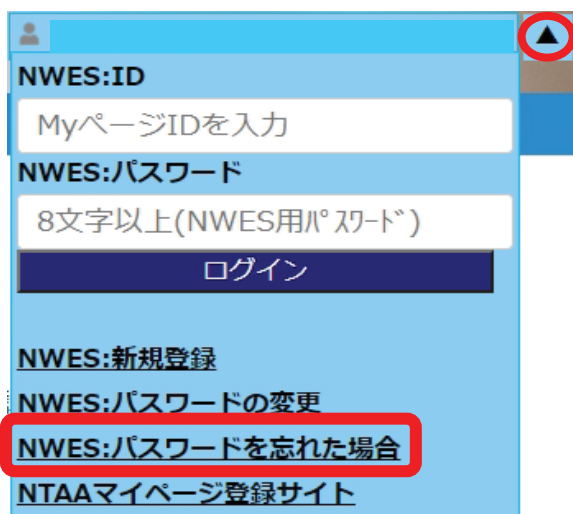 ▲
NWES:ID
MyページIDを入力
NWES:パスワード
8文字以上(NWES用ﾊﾟｽﾜｰﾄﾞ)
ログイン
NWES:新規登録
NWES:パスワードの変更
NWES:パスワードを忘れた場合
NTAAマイページ登録サイト